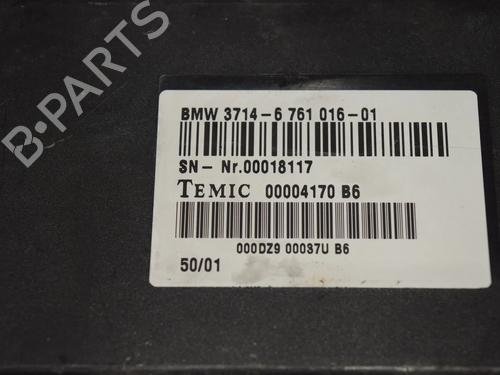 B·PARTS
BMW 3714-6 761 016-01
SN- Nr.00018117
TEMIC 00004170 B6
000DZ9 00037U B6
50/01